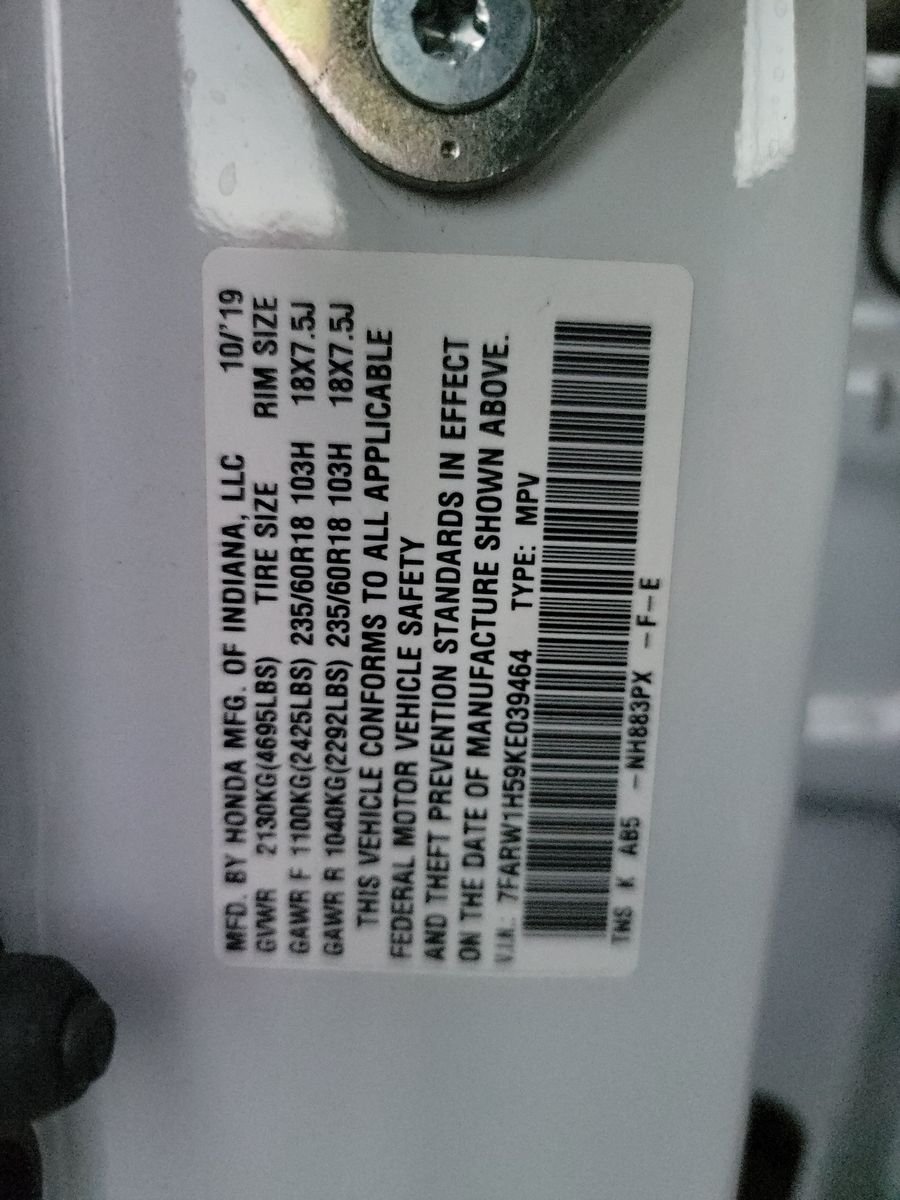 MFD. BY HONDA MFG. OF INDIANA, LLC 10/'19
GVWR 2130KG(4695LBS) TIRE SIZE RIM SIZE
GAWR F 1100KG(2425LBS) 235/60R18 103H 18X7.5J
GAWR R 1040KG(2292LBS) 235/60R18 103H 18X7.5J
THIS VEHICLE CONFORMS TO ALL APPLICABLE
FEDERAL MOTOR VEHICLE SAFETY
AND THEFT PREVENTION STANDARDS IN EFFECT
ON THE DATE OF MANUFACTURE SHOWN ABOVE.
V.I.N.: 7FARW1H59KE039464 TYPE: MPV
TWS K AB5 -NH883PX -F-E